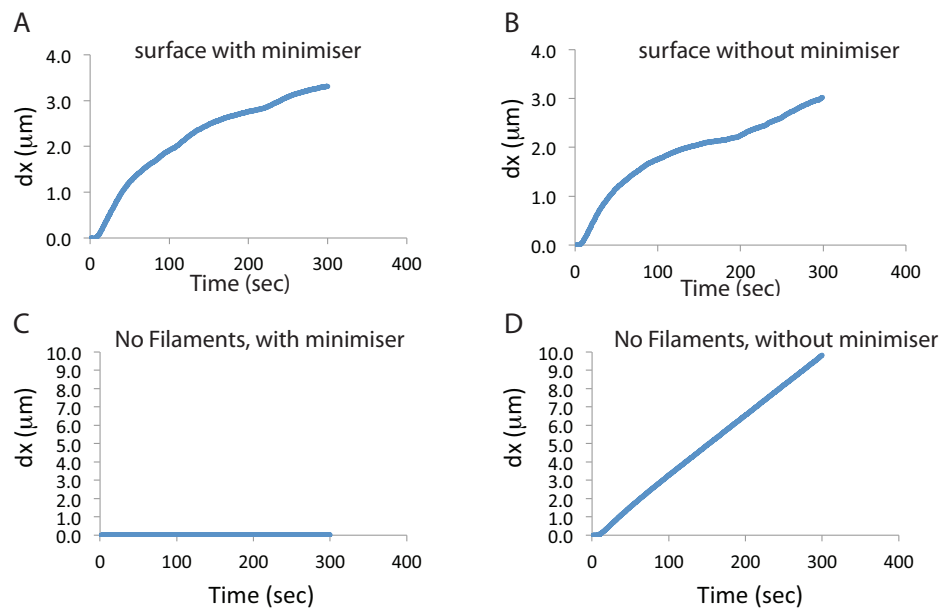 A
surface with minimiser
4.0
3.0
2.0
1.0
0.0
dx (µm)
0 100 200 300 400
Time (sec)
B
surface without minimiser
4.0
3.0
2.0
1.0
0.0
dx (µm)
0 100 200 300 400
Time (sec)
C
No Filaments, with minimiser
10.0
9.0
8.0
7.0
6.0
5.0
4.0
3.0
2.0
1.0
0.0
dx (µm)
0 100 200 300 400
Time (sec)
D
No Filaments, without minimiser
10.0
9.0
8.0
7.0
6.0
5.0
4.0
3.0
2.0
1.0
0.0
dx (µm)
0 100 200 300 400
Time (sec)